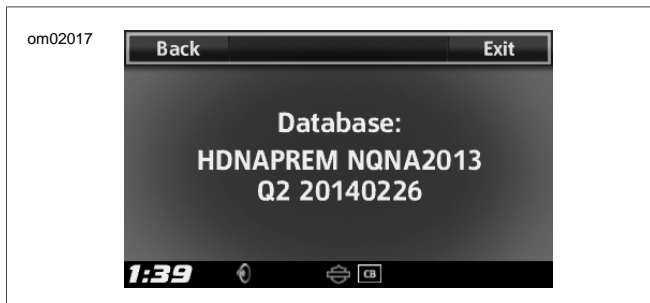 om02017
Back Exit
Database:
HDNAPREM NQNA2013
Q2 20140226
1:39 CB